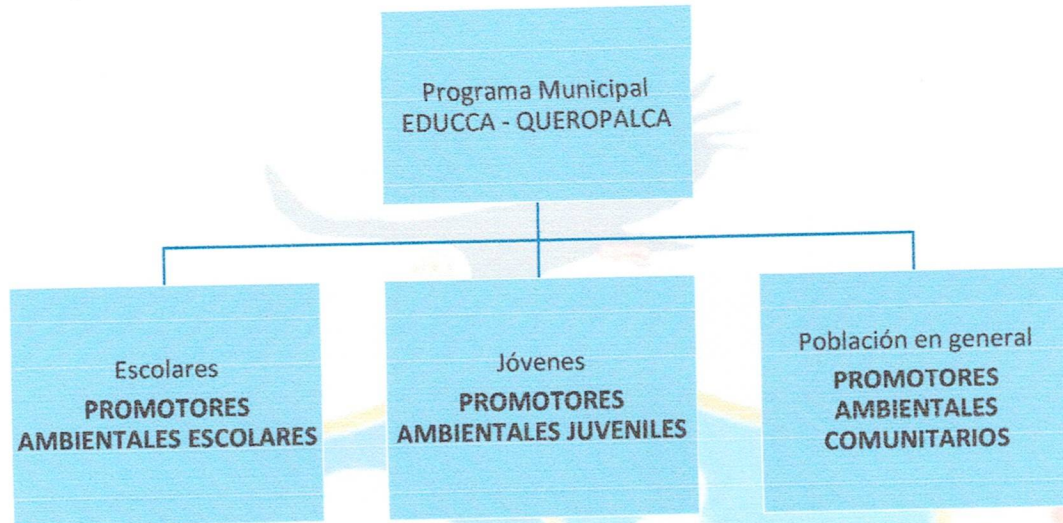 Programa Municipal
EDUCCA - QUEROPALCA
Escolares
PROMOTORES
AMBIENTALES ESCOLARES
Jóvenes
PROMOTORES
AMBIENTALES JUVENILES
Población en general
PROMOTORES
AMBIENTALES
COMUNITARIOS